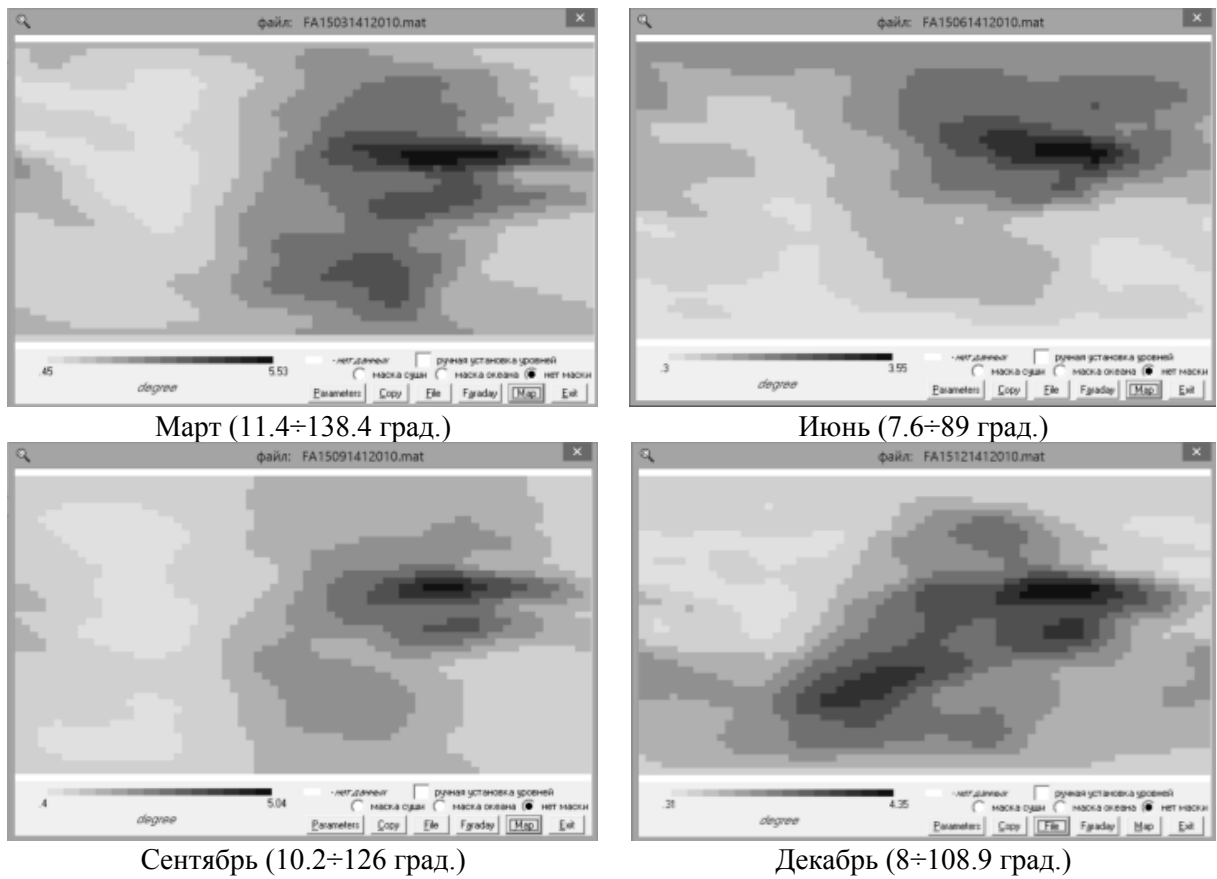 файл: FA15031412010.mat
.45 5.53
degree
- нет данных ручная установка уровней
маска суши маска океана нет маски
Parameters Copy File Faraday Map Exit
Март (11.4÷138.4 град.)
файл: FA15061412010.mat
.3 3.55
degree
- нет данных ручная установка уровней
маска суши маска океана нет маски
Parameters Copy File Faraday Map Exit
Июнь (7.6÷89 град.)
файл: FA15091412010.mat
.4 5.04
degree
- нет данных ручная установка уровней
маска суши маска океана нет маски
Parameters Copy File Faraday Map Exit
Сентябрь (10.2÷126 град.)
файл: FA15121412010.mat
.31 4.35
degree
- нет данных ручная установка уровней
маска суши маска океана нет маски
Parameters Copy File Faraday Map Exit
Декабрь (8÷108.9 град.)